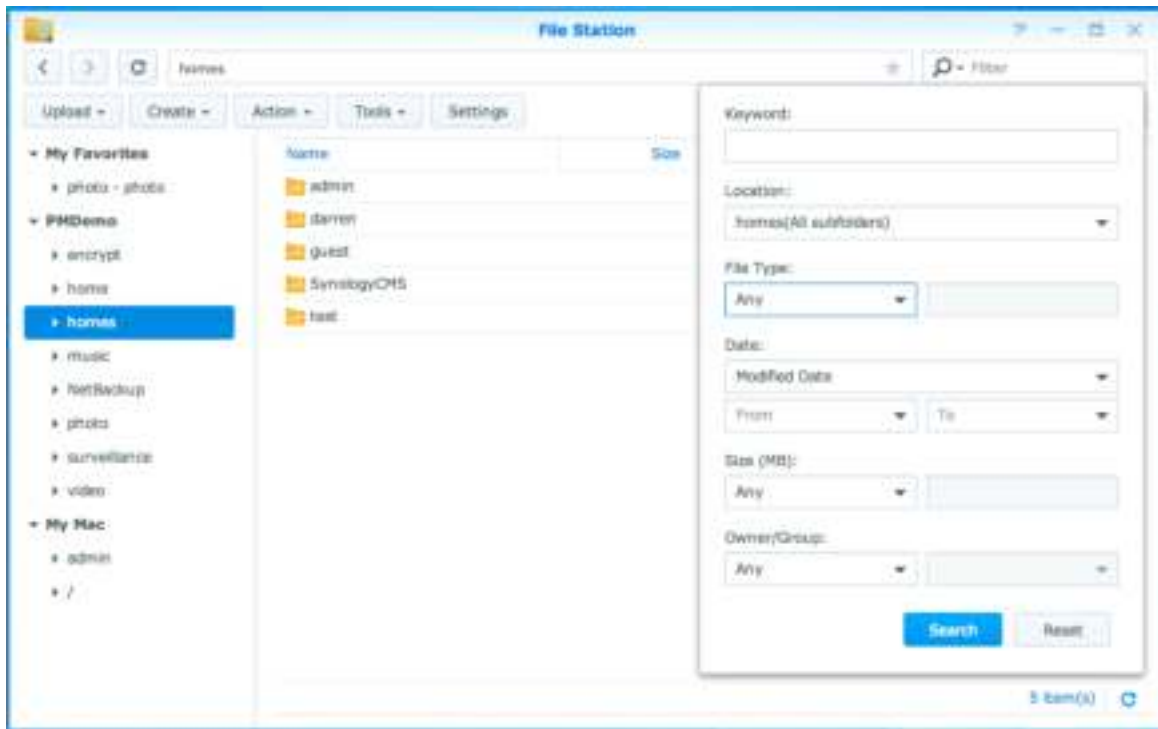 File Station
homes
Filter
Upload
Create
Action
Tools
Settings
My Favorites
photo - photo
PMDemo
encrypt
home
homes
music
NetBackup
photo
surveillance
video
My Mac
admin
/
Name
Size
admin
darren
guest
SynologyCMS
test
Keyword:
Location:
homes(All subfolders)
File Type:
Any
Date:
Modified Date
From
To
Size (MB):
Any
Owner/Group:
Any
Search
Reset
5 item(s)